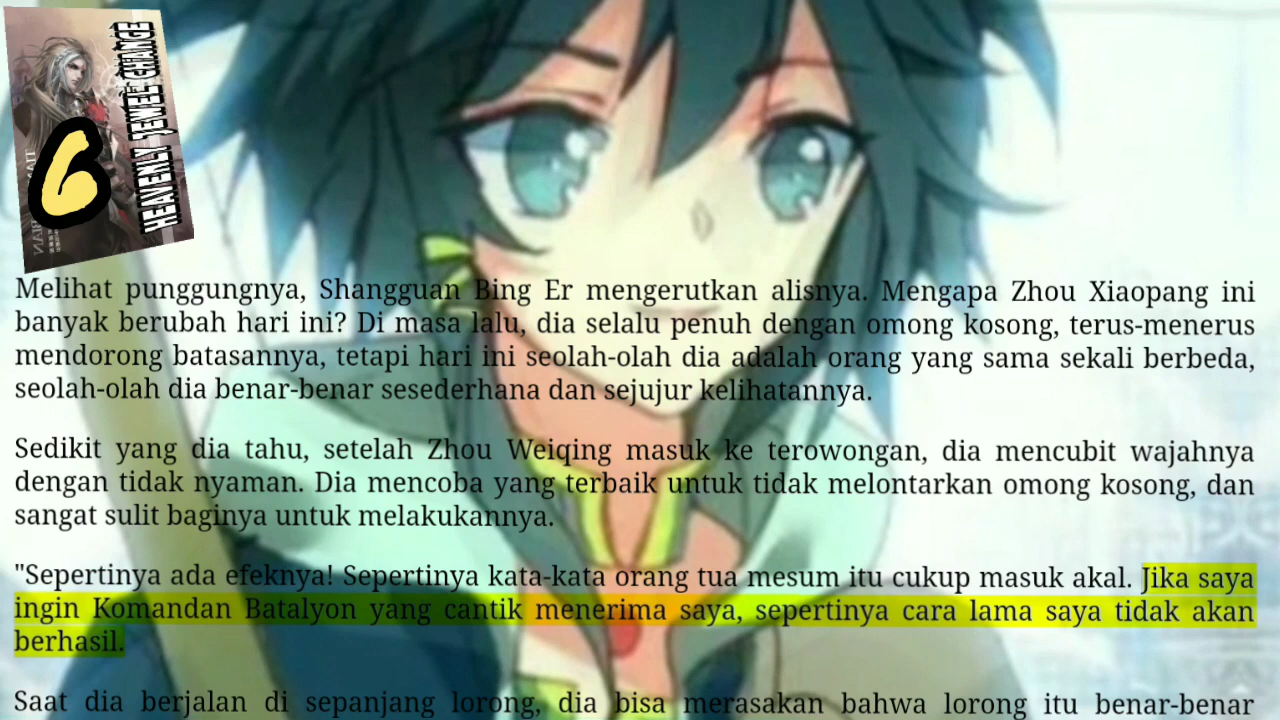 6
HEAVENLY JEWEL CHANGE
Melihat punggungnya, Shangguan Bing Er mengerutkan alisnya. Mengapa Zhou Xiaopang ini
banyak berubah hari ini? Di masa lalu, dia selalu penuh dengan omong kosong, terus-menerus
mendorong batasannya, tetapi hari ini seolah-olah dia adalah orang yang sama sekali berbeda,
seolah-olah dia benar-benar sesederhana dan sejujur kelihatannya.
Sedikit yang dia tahu, setelah Zhou Weiqing masuk ke terowongan, dia mencubit wajahnya
dengan tidak nyaman. Dia mencoba yang terbaik untuk tidak melontarkan omong kosong, dan
sangat sulit baginya untuk melakukannya.
"Sepertinya ada efeknya! Sepertinya kata-kata orang tua mesum itu cukup masuk akal. Jika saya
ingin Komandan Batalyon yang cantik menerima saya, sepertinya cara lama saya tidak akan
berhasil.
Saat dia berjalan di sepanjang lorong, dia bisa merasakan bahwa lorong itu benar-benar